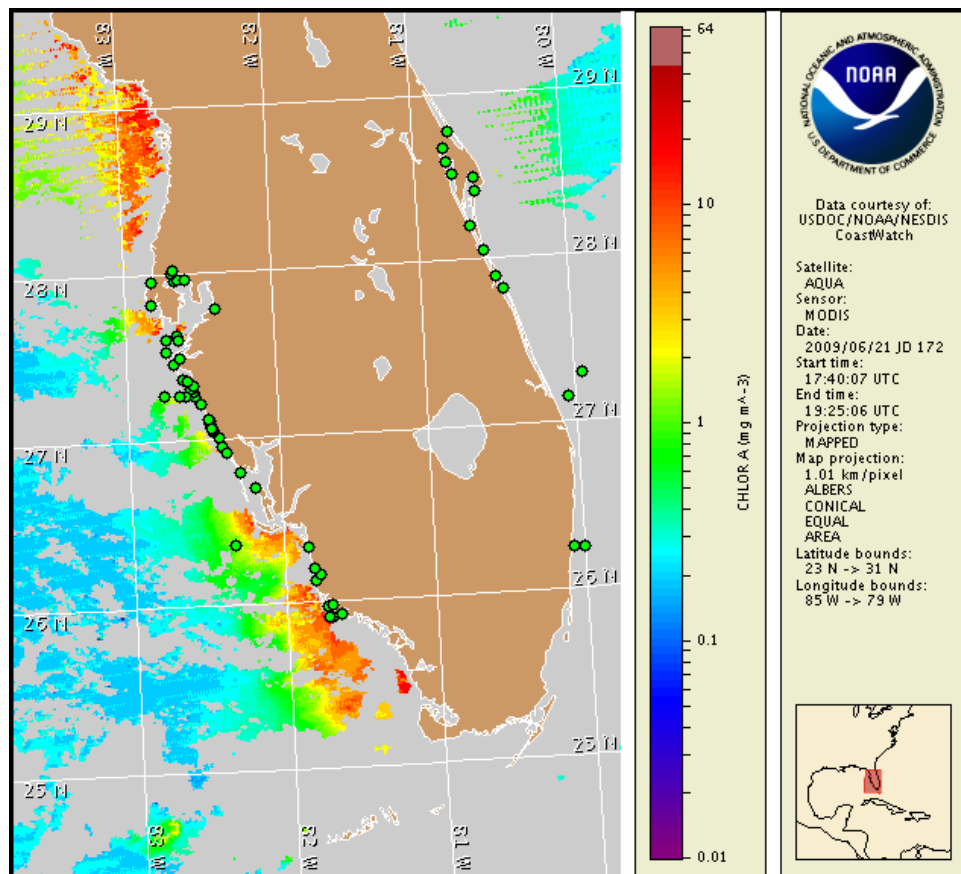 83 W
82 W
81 W
80 W
29 N
29 N
28 N
28 N
27 N
27 N
26 N
26 N
25 N
25 N
83 W
82 W
81 W
64
10
1
0.1
0.01
CHLOR A (mg m^-3)
NATIONAL OCEANIC AND ATMOSPHERIC ADMINISTRATION
NOAA
U.S. DEPARTMENT OF COMMERCE
Data courtesy of:
USDOC/NOAA/NESDIS
CoastWatch
Satellite:
AQUA
Sensor:
MODIS
Date:
2009/06/21 JD 172
Start time:
17:40:07 UTC
End time:
19:25:06 UTC
Projection type:
MAPPED
Map projection:
1.01 km/pixel
ALBERS
CONICAL
EQUAL
AREA
Latitude bounds:
23 N -> 31 N
Longitude bounds:
85 W -> 79 W